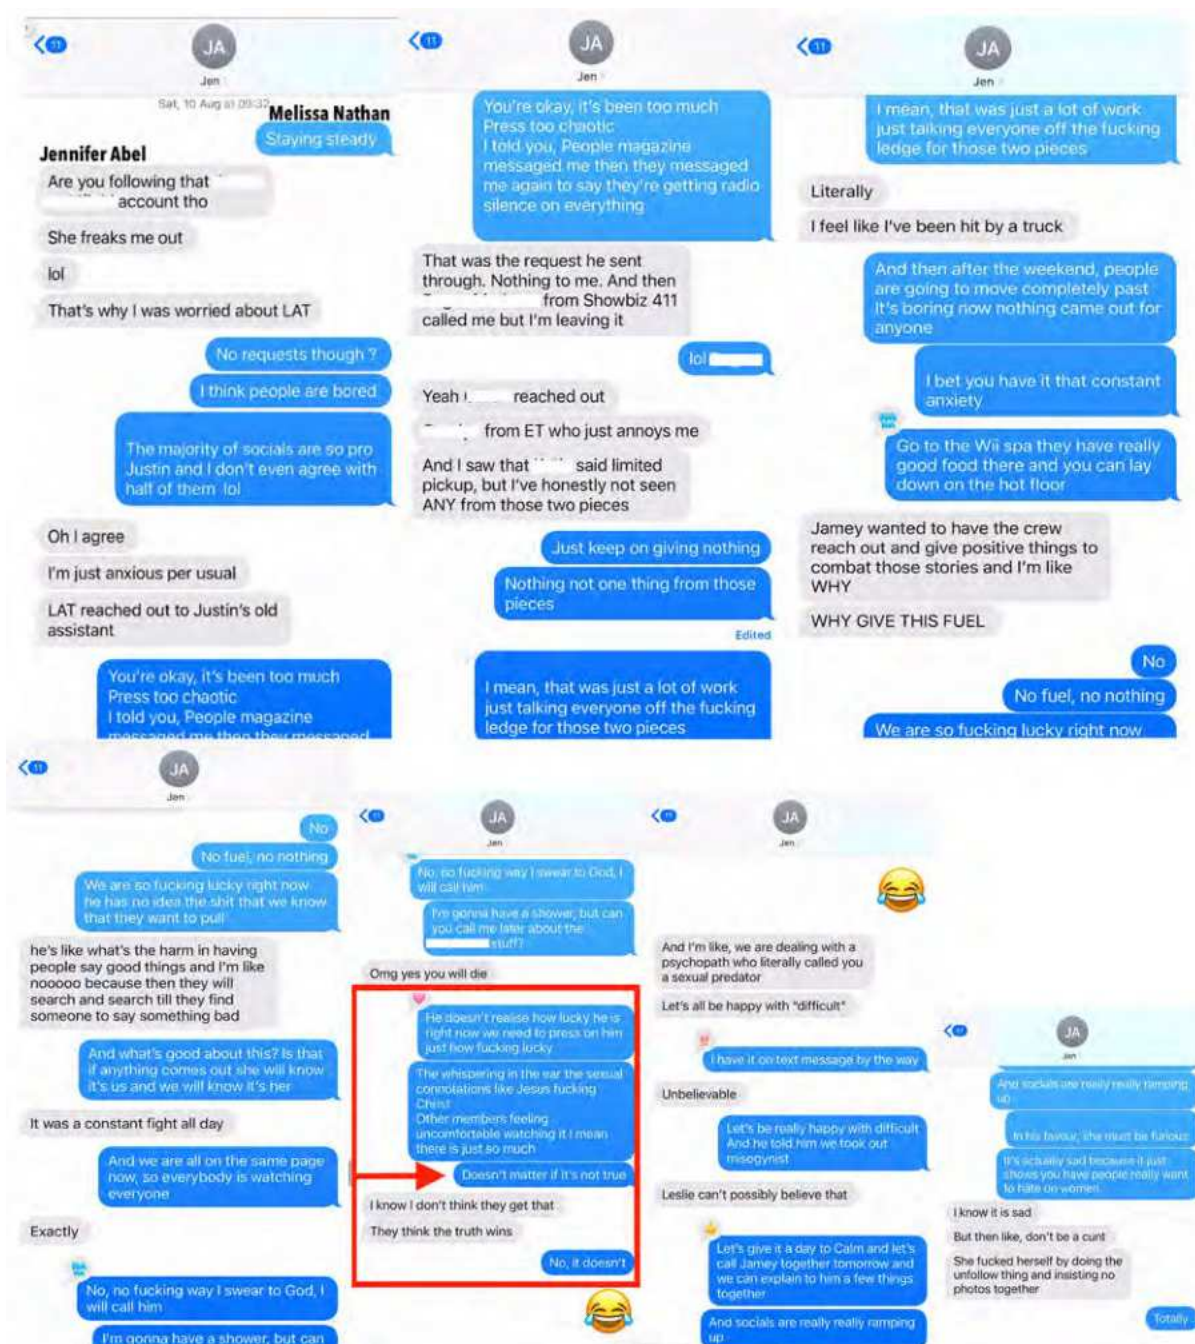 11
JA
Jen
Sat, 10 Aug at 09:32
Melissa Nathan
Staying steady
Jennifer Abel
Are you following that
account tho
She freaks me out
lol
That's why I was worried about LAT
No requests though ?
I think people are bored
The majority of socials are so pro
Justin and I don't even agree with
half of them lol
Oh I agree
I'm just anxious per usual
LAT reached out to Justin's old
assistant
You're okay, it's been too much
Press too chaotic
I told you, People magazine
messaged me then they messaged
11
JA
Jen
You're okay, it's been too much
Press too chaotic
I told you, People magazine
messaged me then they messaged
me again to say they're getting radio
silence on everything
That was the request he sent
through. Nothing to me. And then
from Showbiz 411
called me but I'm leaving it
lol
Yeah
reached out
from ET who just annoys me
And I saw that
said limited
pickup, but I've honestly not seen
ANY from those two pieces
Just keep on giving nothing
Nothing not one thing from those
pieces
Edited
I mean, that was just a lot of work
just talking everyone off the fucking
ledge for those two pieces
11
JA
Jen
I mean, that was just a lot of work
just talking everyone off the fucking
ledge for those two pieces
Literally
I feel like I've been hit by a truck
And then after the weekend, people
are going to move completely past
It's boring now nothing came out for
anyone
I bet you have it that constant
anxiety
Go to the Wii spa they have really
good food there and you can lay
down on the hot floor
Jamey wanted to have the crew
reach out and give positive things to
combat those stories and I'm like
WHY
WHY GIVE THIS FUEL
No
No fuel, no nothing
We are so fucking lucky right now
11
JA
Jen
No
No fuel, no nothing
We are so fucking lucky right now
he has no idea the shit that we know
that they want to pull
he's like what's the harm in having
people say good things and I'm like
nooooo because then they will
search and search till they find
someone to say something bad
And what's good about this? Is that
if anything comes out she will know
it's us and we will know it's her
It was a constant fight all day
And we are all on the same page
now, so everybody is watching
everyone
Exactly
No, no fucking way I swear to God, I
will call him
I'm gonna have a shower, but can
11
JA
Jen
No, no fucking way I swear to God, I
will call him
I'm gonna have a shower, but can
you call me later about the
stuff?
Omg yes you will die
He doesn't realise how lucky he is
right now we need to press on him
just how fucking lucky
The whispering in the ear the sexual
connotations like Jesus fucking
Christ
Other members feeling
uncomfortable watching it I mean
there is just so much
Doesn't matter if it's not true
I know I don't think they get that
They think the truth wins
No, it doesn't
11
JA
Jen
And I'm like, we are dealing with a
psychopath who literally called you
a sexual predator
Let's all be happy with "difficult"
I have it on text message by the way
Unbelievable
Let's be really happy with difficult
And he told him we took out
misogynist
Leslie can't possibly believe that
Let's give it a day to Calm and let's
call Jamey together tomorrow and
we can explain to him a few things
together
And socials are really really ramping
up
11
JA
Jen
And socials are really really ramping
up
In his favour, she must be furious
It's actually sad because it just
shows you have people really want
to hate on women
I know it is sad
But then like, don't be a cunt
She fucked herself by doing the
unfollow thing and insisting no
photos together
Totally